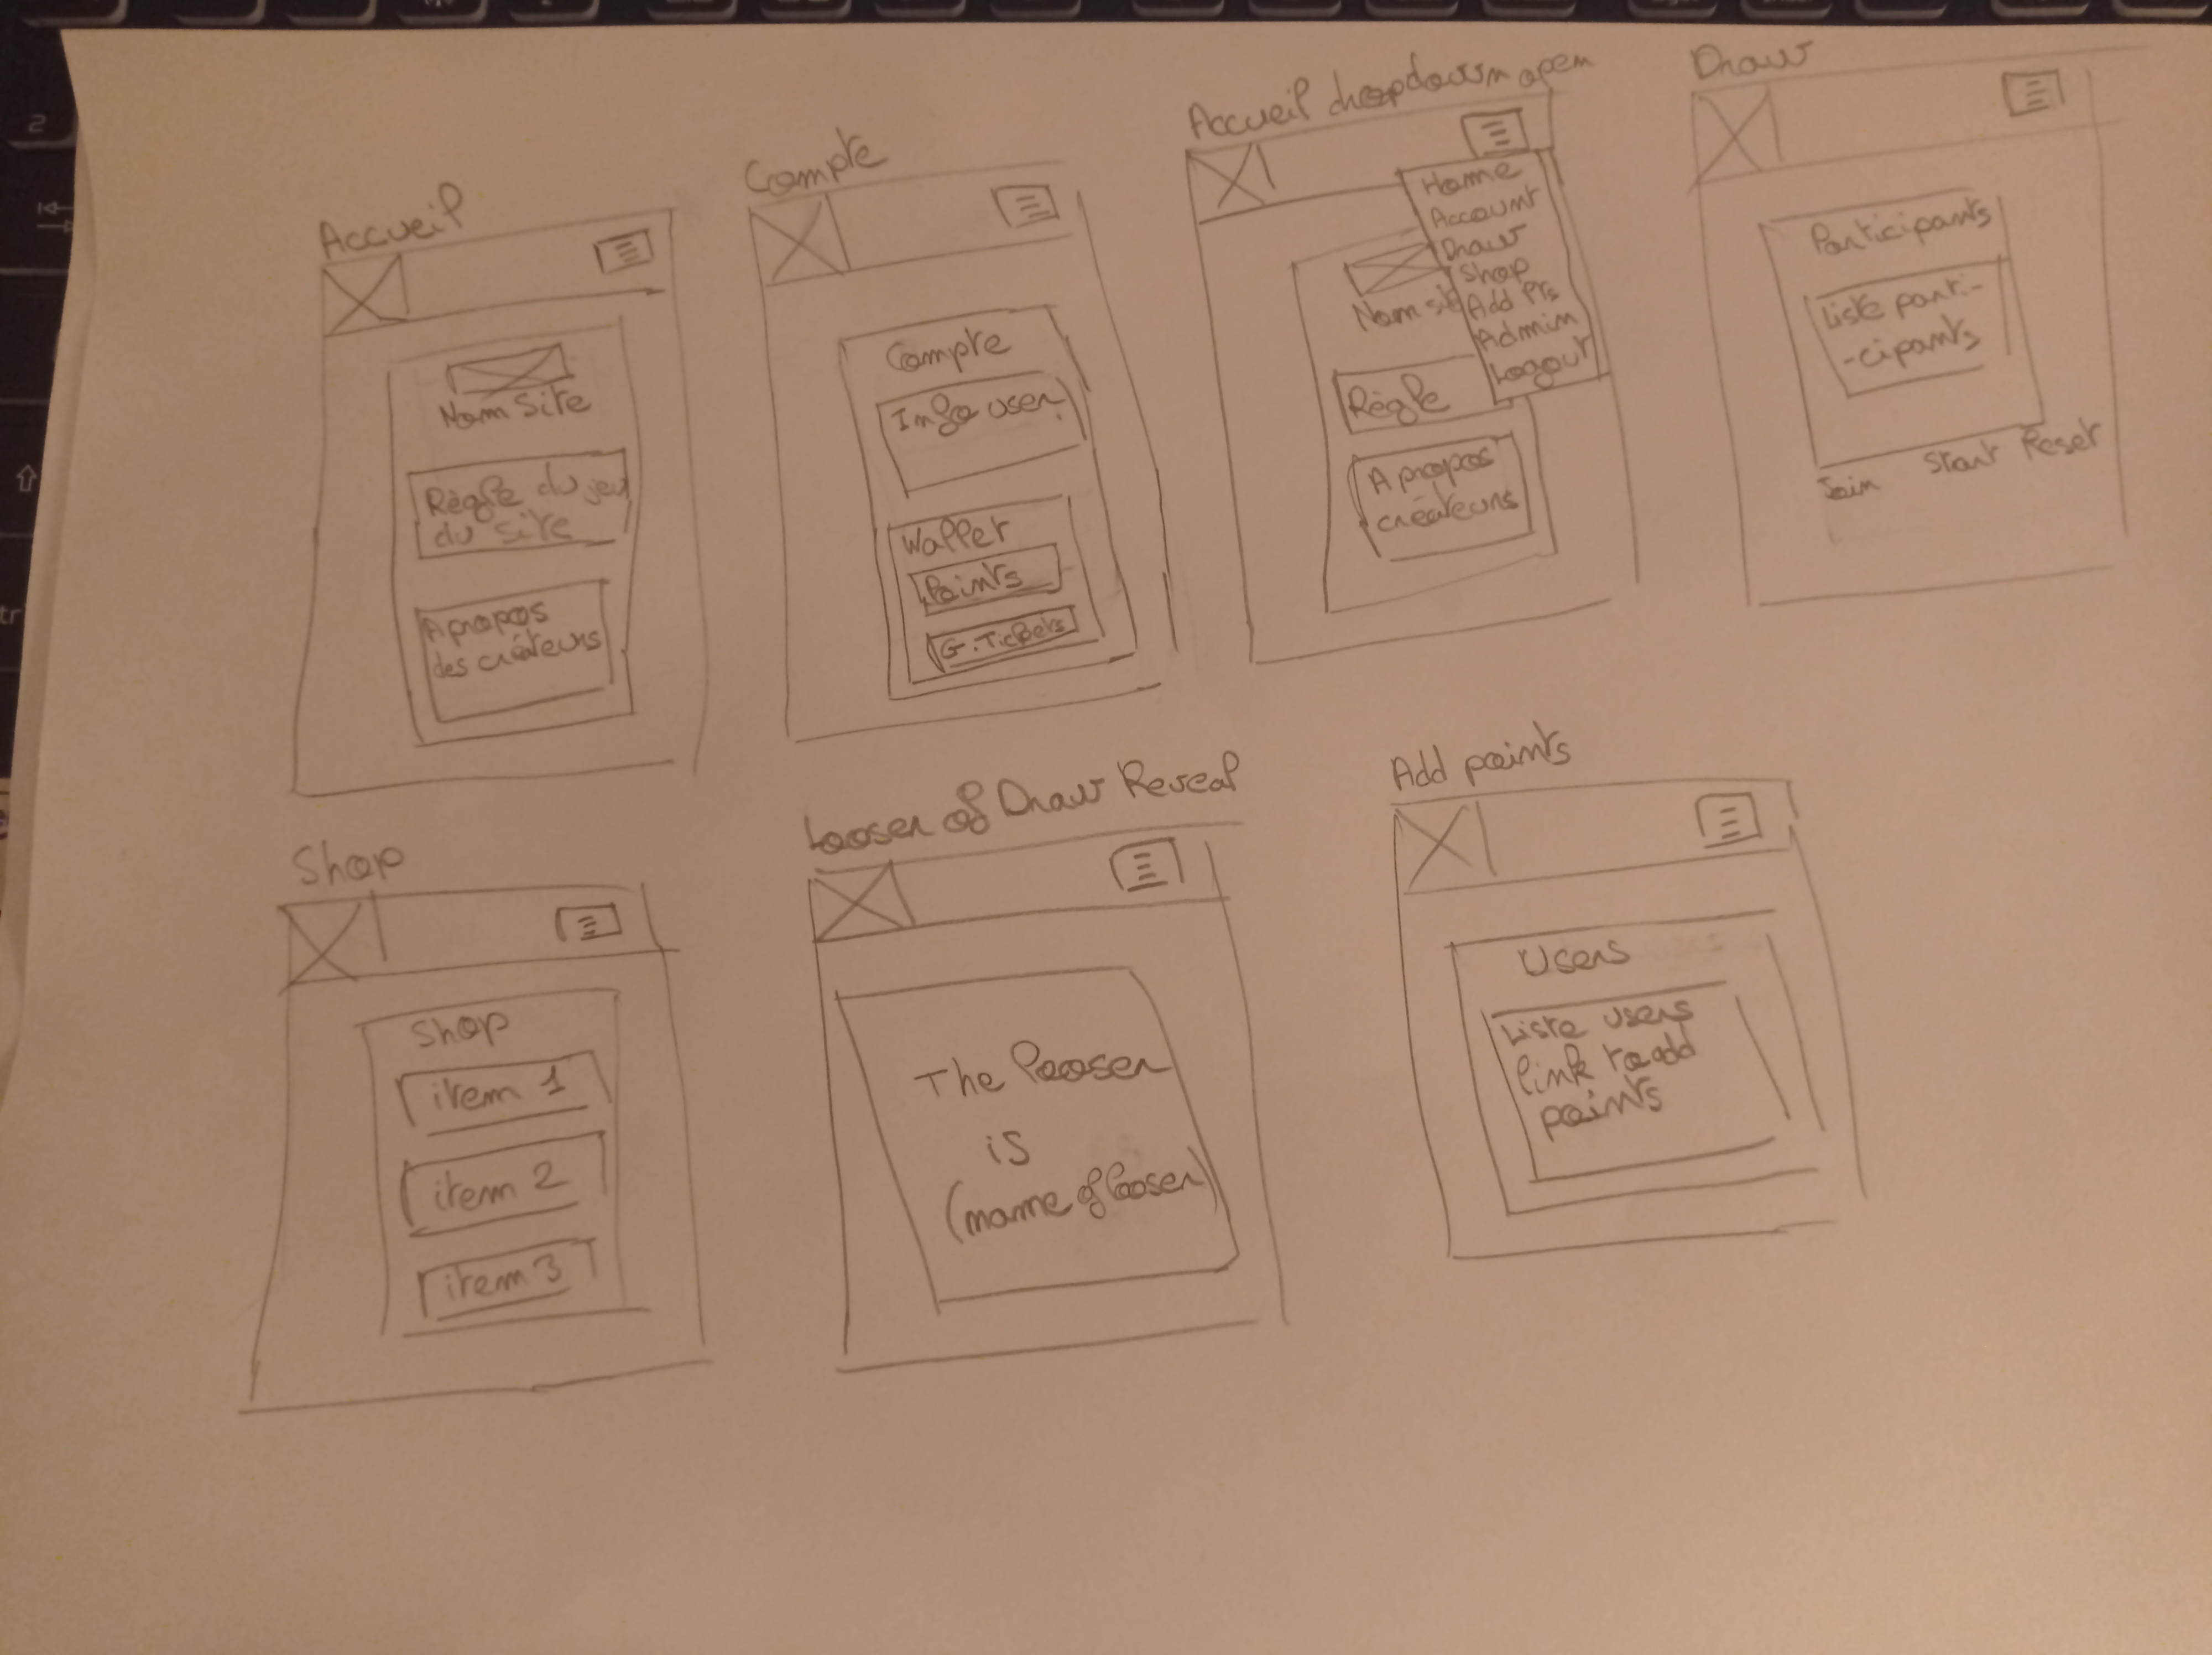 Accueil
Nom Site
Règle du jeu
du site
A propos
des créateurs
Compte
Compte
Info user
Wallet
Points
G. Tickets
Accueil dropdown open
Home
Account
Draw
Shop
Add Pts
Admin
Logout
Nom sit
Règle
A propos
créateurs
Draw
Participants
Liste parti-
-cipants
Join Start Reset
Shop
Shop
item 1
item 2
item 3
Looser of Draw Reveal
The looser
is
(name of looser)
Add points
Users
Liste users
link to add
points
2